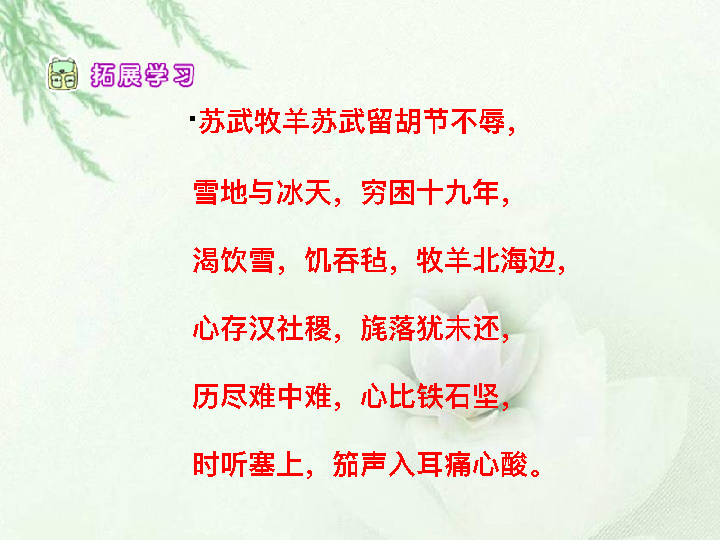 拓展学习
▪苏武牧羊苏武留胡节不辱，
雪地与冰天，穷困十九年，
渴饮雪，饥吞毡，牧羊北海边，
心存汉社稷，旄落犹未还，
历尽难中难，心比铁石坚，
时听塞上，笳声入耳痛心酸。